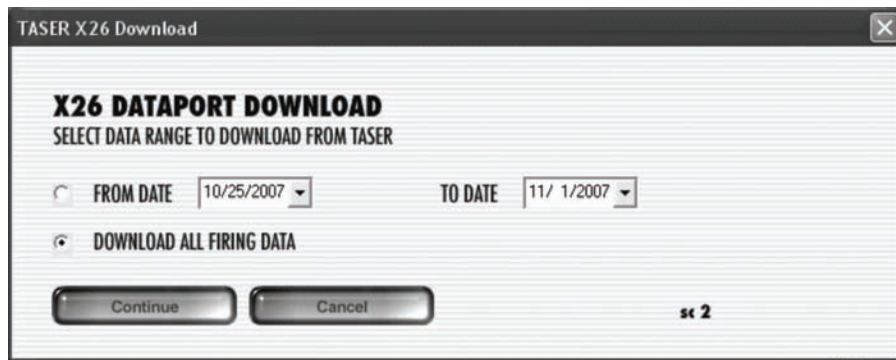 TASER X26 Download
X26 DATAPORT DOWNLOAD
SELECT DATA RANGE TO DOWNLOAD FROM TASER
FROM DATE 10/25/2007 TO DATE 11/ 1/2007
DOWNLOAD ALL FIRING DATA
Continue Cancel sc 2